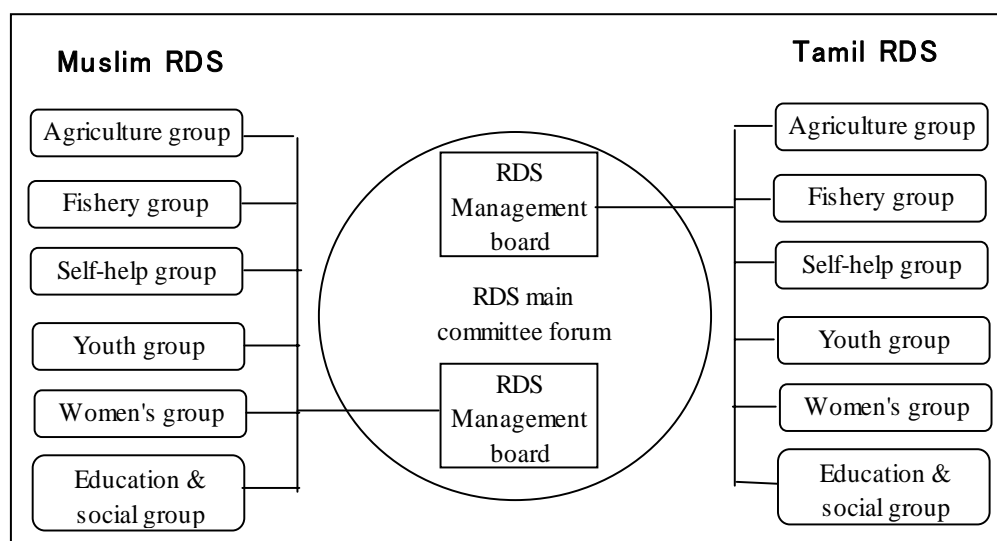 Muslim RDS
Agriculture group
Fishery group
Self-help group
Youth group
Women's group
Education &
social group
RDS
Management
board
RDS main
committee forum
RDS
Management
board
Tamil RDS
Agriculture group
Fishery group
Self-help group
Youth group
Women's group
Education &
social group